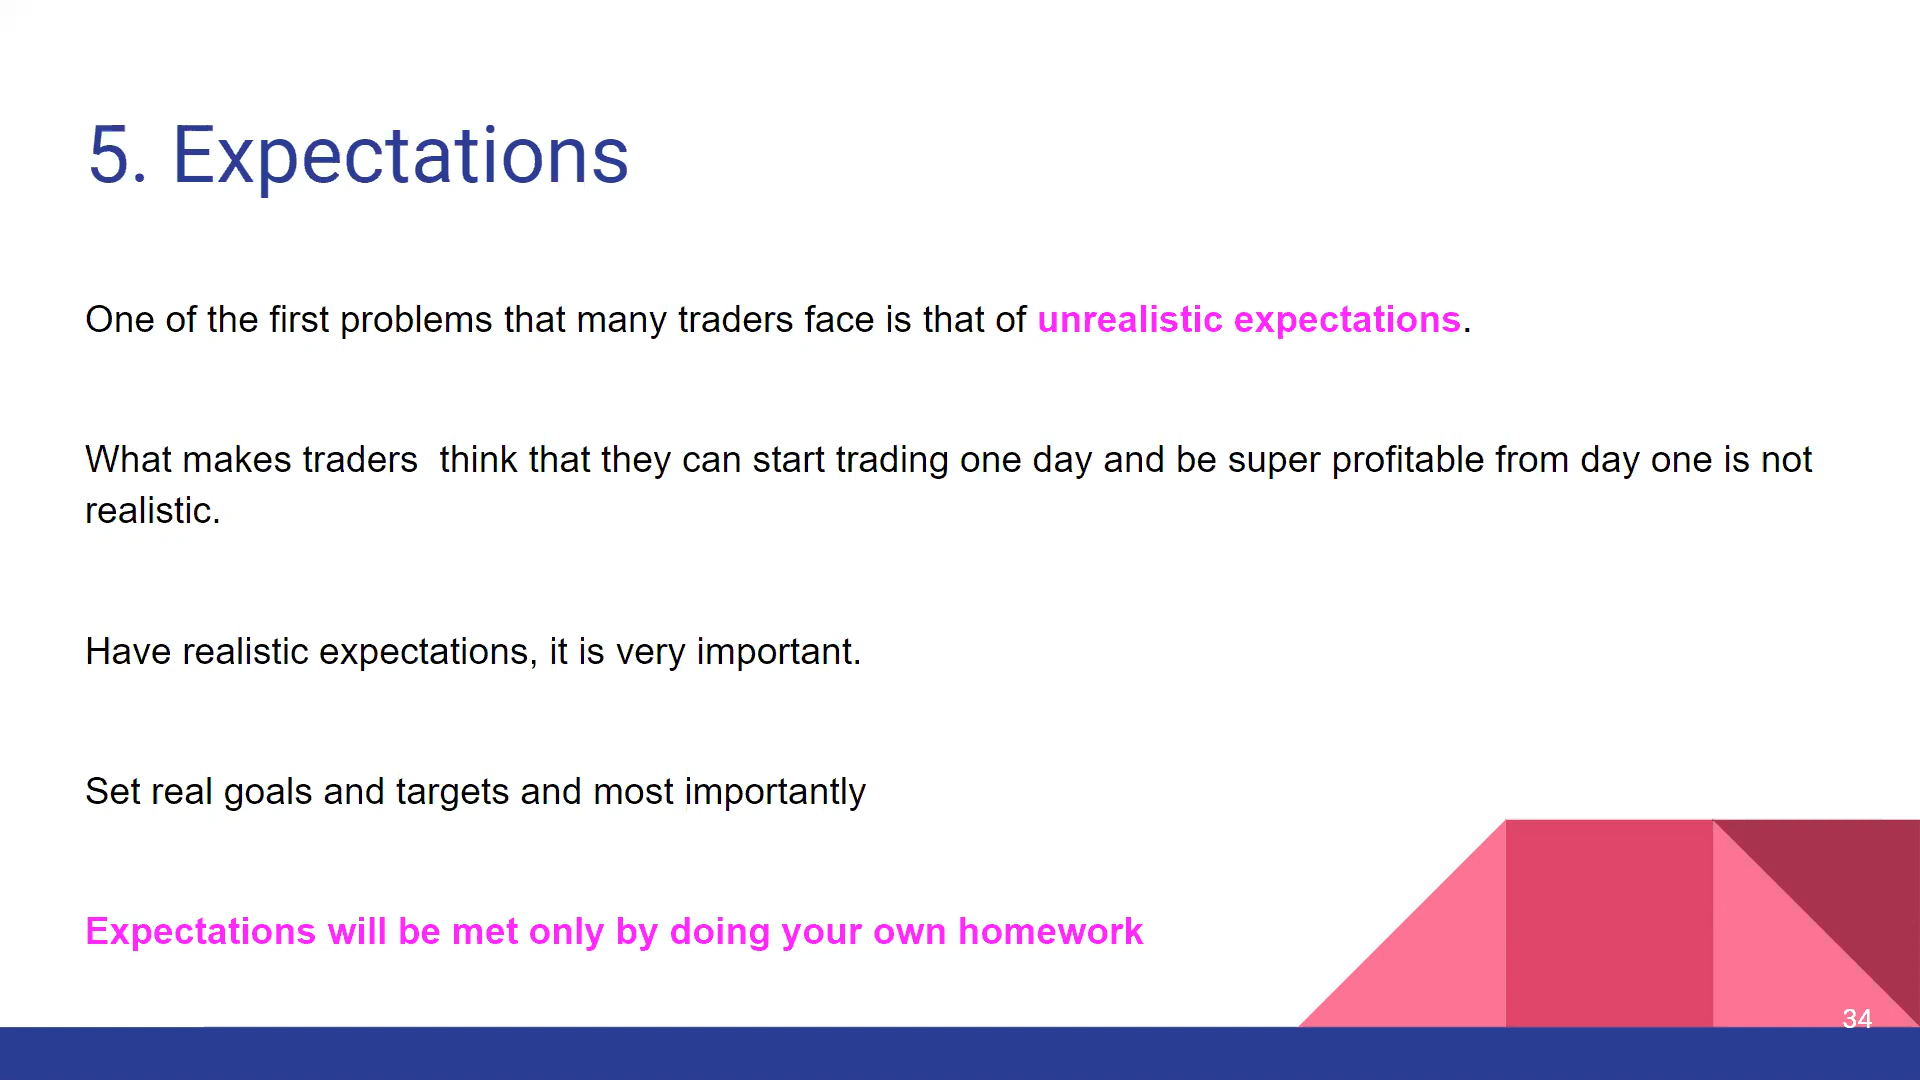 5. Expectations
One of the first problems that many traders face is that of unrealistic expectations.
What makes traders  think that they can start trading one day and be super profitable from day one is not
realistic.
Have realistic expectations, it is very important.
Set real goals and targets and most importantly
Expectations will be met only by doing your own homework
34